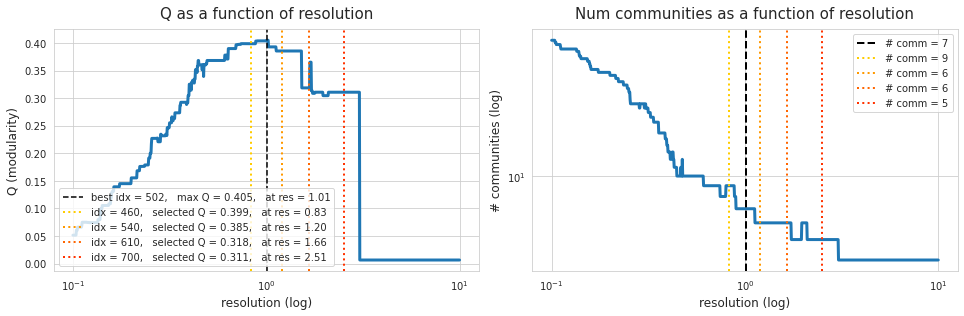 Q as a function of resolution
Q (modularity)
0.40
0.35
0.30
0.25
0.20
0.15
0.10
0.05
0.00
best idx = 502, max Q = 0.405, at res = 1.01
idx = 460, selected Q = 0.399, at res = 0.83
idx = 540, selected Q = 0.385, at res = 1.20
idx = 610, selected Q = 0.318, at res = 1.66
idx = 700, selected Q = 0.311, at res = 2.51
10⁻¹ 10⁰ 10¹
resolution (log)
Num communities as a function of resolution
# communities (log)
10¹
# comm = 7
# comm = 9
# comm = 6
# comm = 6
# comm = 5
10⁻¹ 10⁰ 10¹
resolution (log)